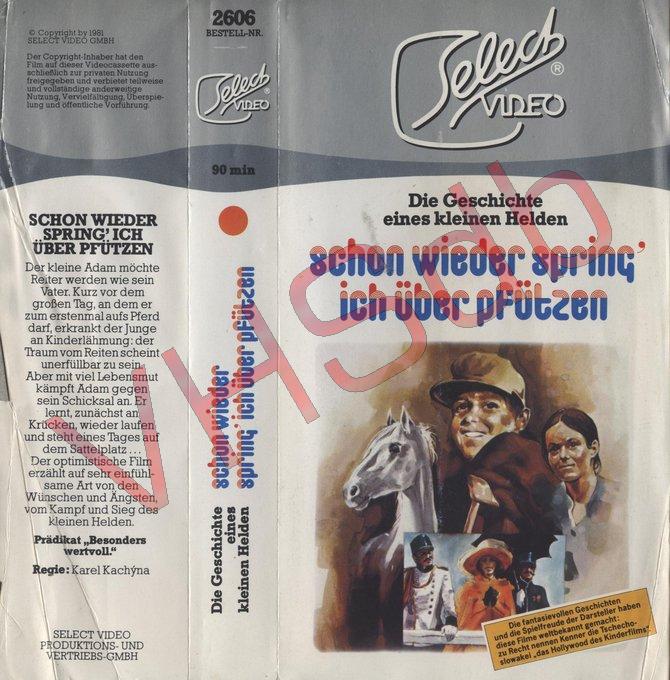 © Copyright by 1981
SELECT VIDEO GMBH
Der Copyright-Inhaber hat den
Film auf dieser Videocassette aus-
schließlich zur privaten Nutzung
freigegeben und verbietet teilweise
und vollständige anderweitige
Nutzung, Vervielfältigung, Überspie-
lung und öffentliche Vorführung.
SCHON WIEDER
SPRING' ICH
ÜBER PFÜTZEN
Der kleine Adam möchte
Reiter werden wie sein
Vater. Kurz vor dem
großen Tag, an dem er
zum erstenmal aufs Pferd
darf, erkrankt der Junge
an Kinderlähmung: der
Traum vom Reiten scheint
unerfüllbar zu sein.
Aber mit viel Lebensmut
kämpft Adam gegen
sein Schicksal an. Er
lernt, zunächst an
Krücken, wieder laufen
und steht eines Tages auf
dem Sattelplatz...
Der optimistische Film
erzählt auf sehr einfühl-
same Art von den
Wünschen und Ängsten,
vom Kampf und Sieg des
kleinen Helden.
Prädikat „Besonders
wertvoll."
Regie: Karel Kachýna
SELECT VIDEO
PRODUKTIONS- UND
VERTRIEBS-GMBH
2606
BESTELL-NR.
Select
VIDEO
®
90 min
schon wieder
spring' ich über pfützen
Die Geschichte
eines
kleinen Helden
Select
VIDEO
®
Die Geschichte
eines kleinen Helden
schon wieder spring'
ich über pfützen
Die fantasievollen Geschichten
und die Spielfreude der Darsteller haben
diese Filme weltbekannt gemacht:
zu Recht nennen Kenner die Tschecho-
slowakei „das Hollywood des Kinderfilms"
VHSdb